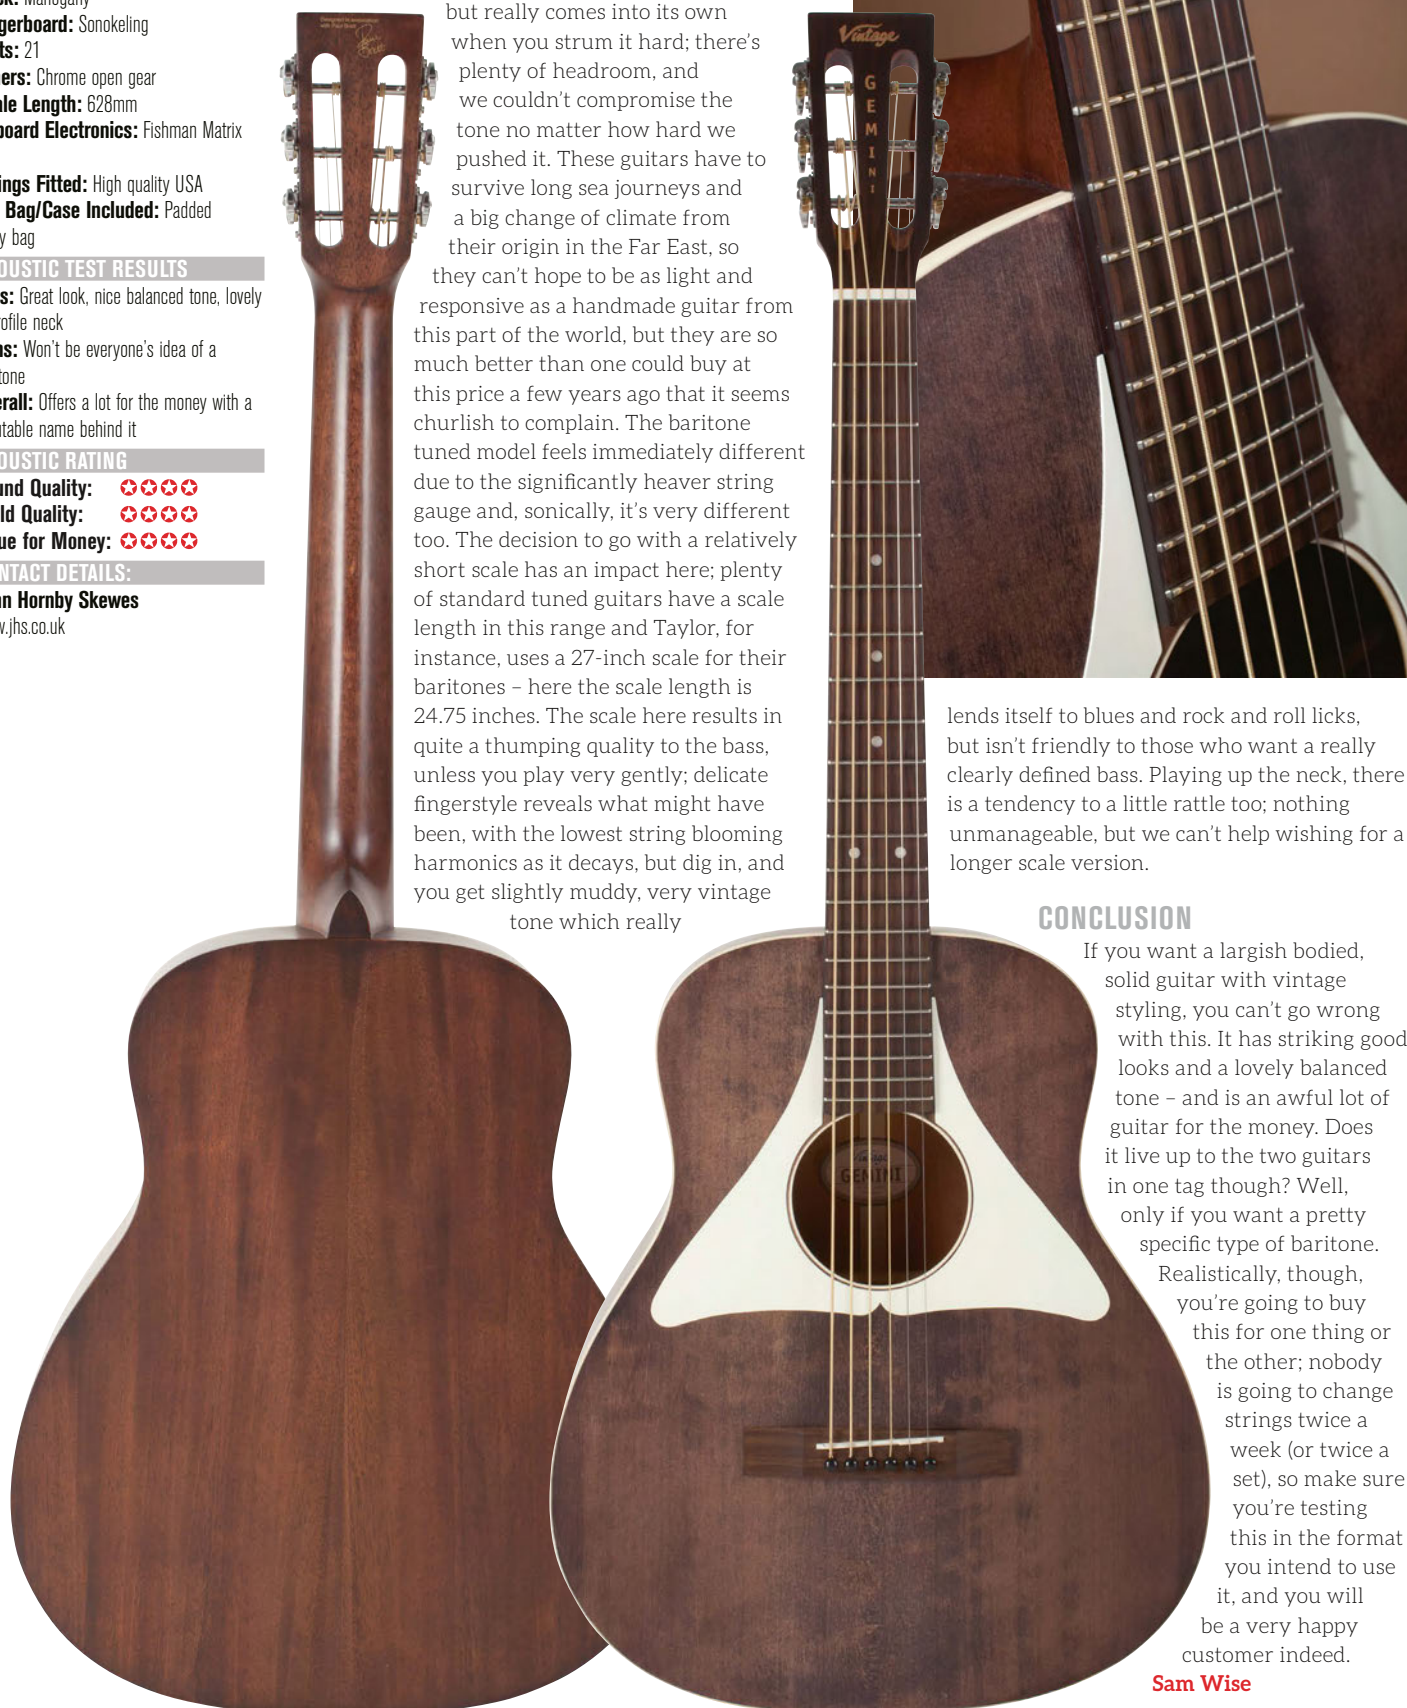 Mahogany
gerboard: Sonokeling
ts: 21
ers: Chrome open gear
ale Length: 628mm
board Electronics: Fishman Matrix
ings Fitted: High quality USA
Bag/Case Included: Padded
y bag
OUSTIC TEST RESULTS
s: Great look, nice balanced tone, lovely
ofile neck
ns: Won't be everyone's idea of a
tone
erall: Offers a lot for the money with a
utable name behind it
OUSTIC RATING
und Quality:
ld Quality:
ue for Money:
NTACT DETAILS:
n Hornby Skewes
w.jhs.co.uk
but really comes into its own
when you strum it hard; there's
plenty of headroom, and
we couldn't compromise the
tone no matter how hard we
pushed it. These guitars have to
survive long sea journeys and
a big change of climate from
their origin in the Far East, so
they can't hope to be as light and
responsive as a handmade guitar from
this part of the world, but they are so
much better than one could buy at
this price a few years ago that it seems
churlish to complain. The baritone
tuned model feels immediately different
due to the significantly heaver string
gauge and, sonically, it's very different
too. The decision to go with a relatively
short scale has an impact here; plenty
of standard tuned guitars have a scale
length in this range and Taylor, for
instance, uses a 27-inch scale for their
baritones – here the scale length is
24.75 inches. The scale here results in
quite a thumping quality to the bass,
unless you play very gently; delicate
fingerstyle reveals what might have
been, with the lowest string blooming
harmonics as it decays, but dig in, and
you get slightly muddy, very vintage
tone which really
lends itself to blues and rock and roll licks,
but isn't friendly to those who want a really
clearly defined bass. Playing up the neck, there
is a tendency to a little rattle too; nothing
unmanageable, but we can't help wishing for a
longer scale version.
CONCLUSION
If you want a largish bodied,
solid guitar with vintage
styling, you can't go wrong
with this. It has striking good
looks and a lovely balanced
tone – and is an awful lot of
guitar for the money. Does
it live up to the two guitars
in one tag though? Well,
only if you want a pretty
specific type of baritone.
Realistically, though,
you're going to buy
this for one thing or
the other; nobody
is going to change
strings twice a
week (or twice a
set), so make sure
you're testing
this in the format
you intend to use
it, and you will
be a very happy
customer indeed.
Sam Wise
Designed in association
with Paul Brett
Vintage
GEMINI
Vintage
GEMINI